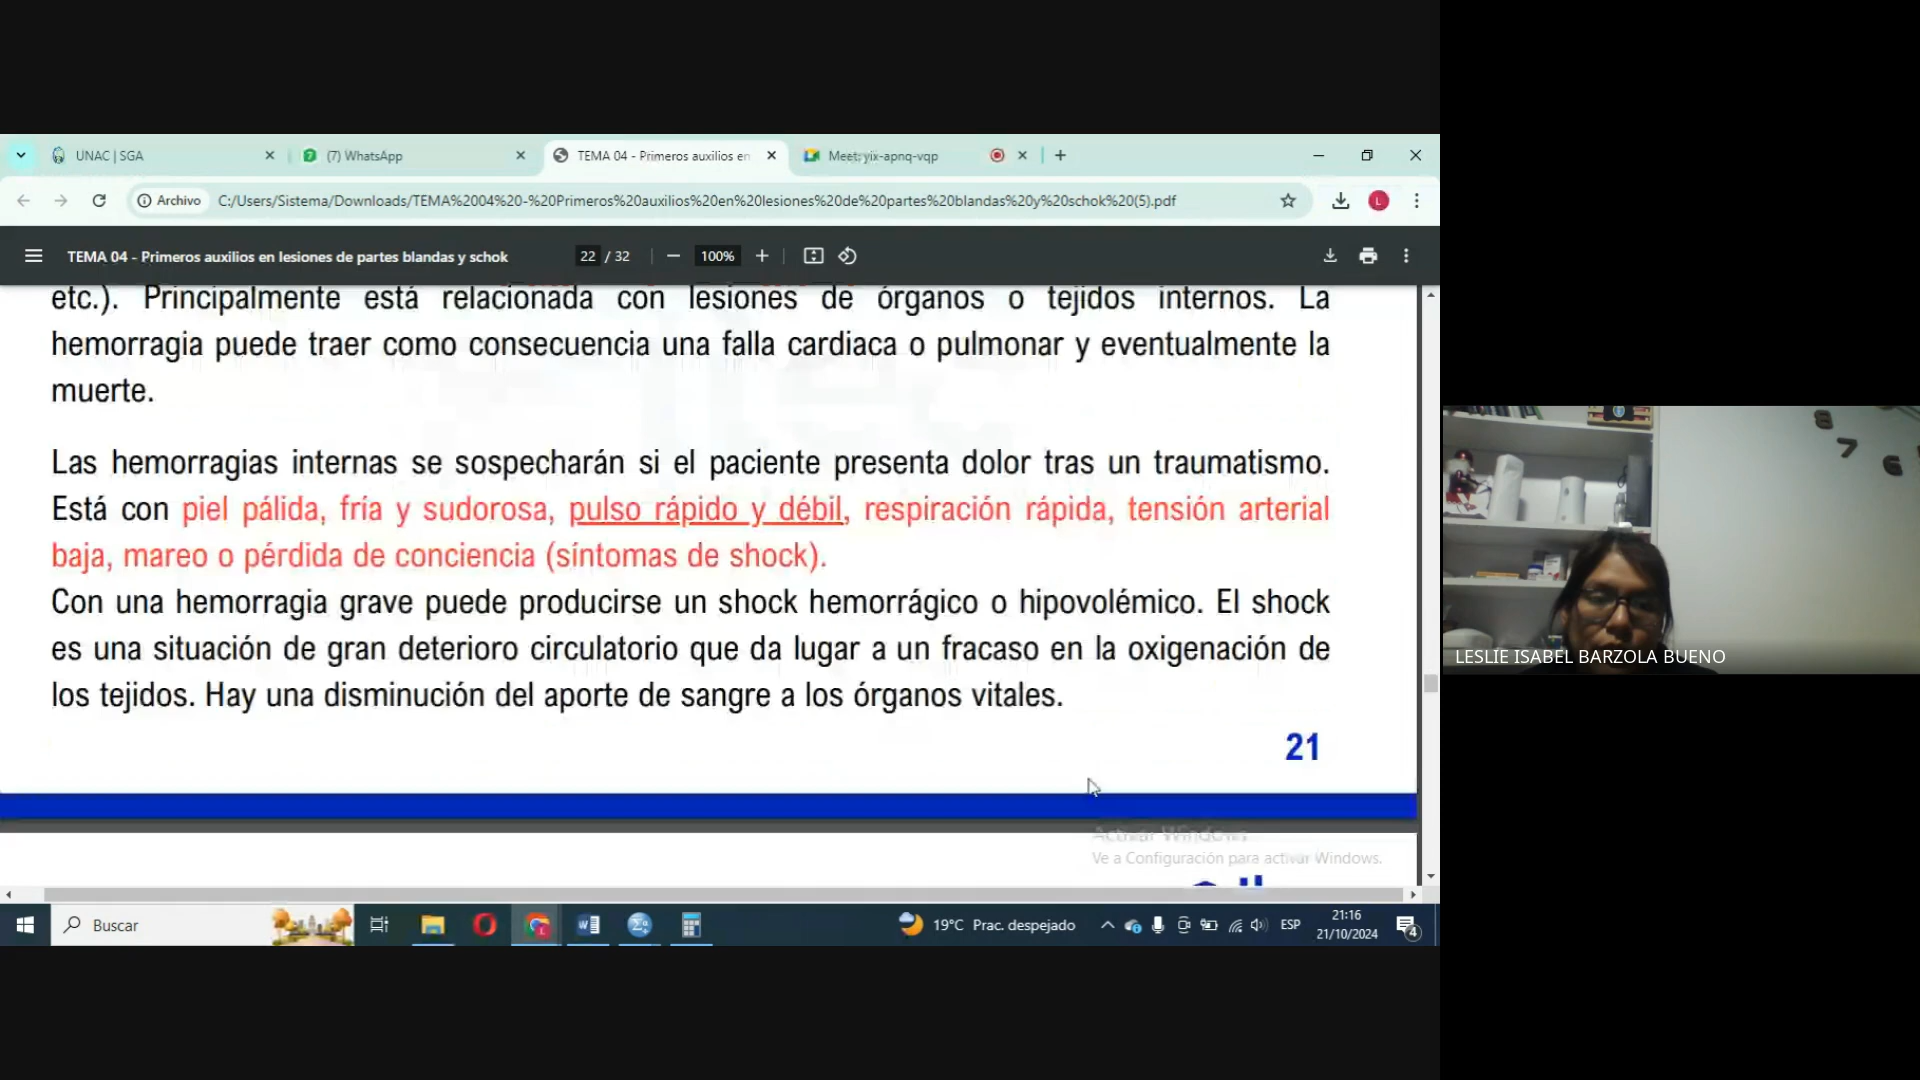 UNAC | SGA
(7) WhatsApp
TEMA 04 - Primeros auxilios en
Meet: yix-apnq-vqp
Archivo
C:/Users/Sistema/Downloads/TEMA%2004%20-%20Primeros%20auxilios%20en%20lesiones%20de%20partes%20blandas%20y%20schok%20(5).pdf
L
TEMA 04 - Primeros auxilios en lesiones de partes blandas y schok
22 / 32
100%
etc.). Principalmente está relacionada con lesiones de órganos o tejidos internos. La
hemorragia puede traer como consecuencia una falla cardiaca o pulmonar y eventualmente la
muerte.
Las hemorragias internas se sospecharán si el paciente presenta dolor tras un traumatismo.
Está con piel pálida, fría y sudorosa, pulso rápido y débil, respiración rápida, tensión arterial
baja, mareo o pérdida de conciencia (síntomas de shock).
Con una hemorragia grave puede producirse un shock hemorrágico o hipovolémico. El shock
es una situación de gran deterioro circulatorio que da lugar a un fracaso en la oxigenación de
los tejidos. Hay una disminución del aporte de sangre a los órganos vitales.
21
Activar Windows
Ve a Configuración para activar Windows.
Buscar
19°C Prac. despejado
ESP
21:16
21/10/2024
4
8
7
6
LESLIE ISABEL BARZOLA BUENO